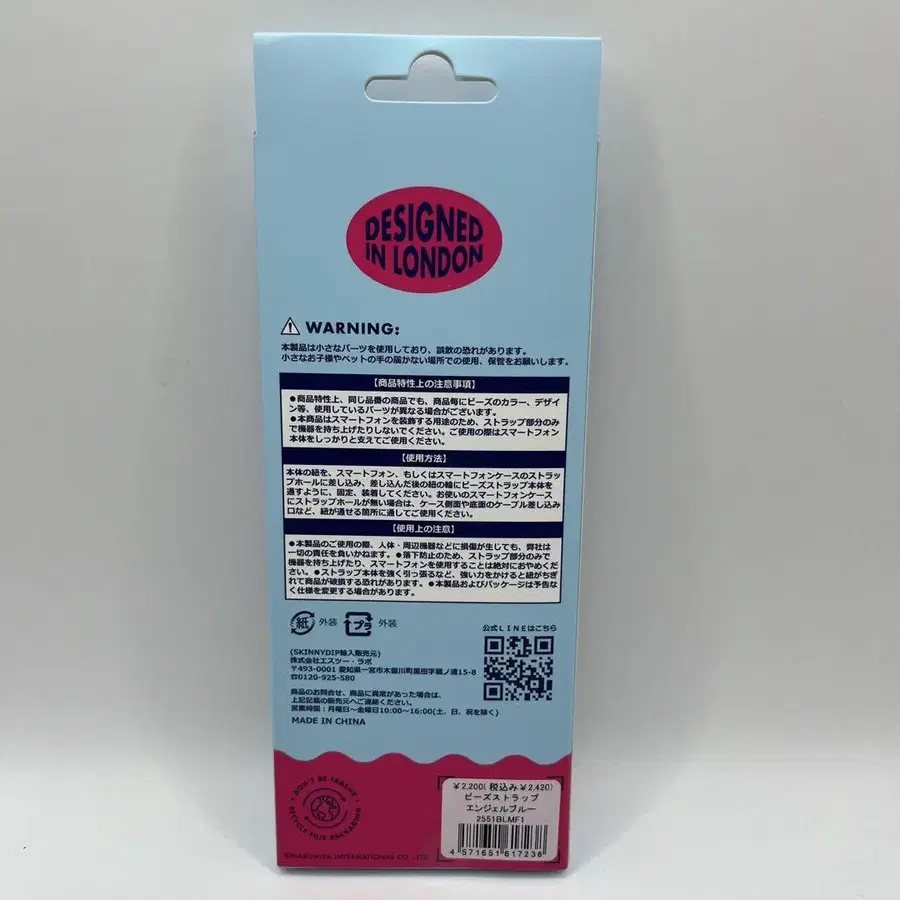 DESIGNED
IN LONDON
WARNING:
本製品は小さなパーツを使用しており、誤飲の恐れがあります。
小さなお子様やペットの手の届かない場所での使用、保管をお願いします。
【商品特性上の注意事項】
●商品特性上、同じ品番の商品でも、商品毎にビーズのカラー、デザイ
ン等、使用しているパーツが異なる場合がございます。
●本商品はスマートフォンを装飾する用途のため、ストラップ部分のみ
で機器を持ち上げたりしないでください。ご使用の際はスマートフォン
本体をしっかりと支えてご使用ください。
【使用方法】
本体の紐を、スマートフォン、もしくはスマートフォンケースのストラッ
プホールに差し込み、差し込んだ後の紐の輪にビーズストラップ本体を
通すように、固定、装着してください。お使いのスマートフォンケース
にストラップホールが無い場合は、ケース側面や底面のケーブル差し込み
口など、紐が通せる箇所に通してご使用ください。
【使用上の注意】
●本製品のご使用の際、人体・周辺機器などに損傷が生じても、弊社は
一切の責任を負いかねます。●落下防止のため、ストラップ部分のみで
機器を持ち上げたり、スマートフォンを使用することは絶対におやめくだ
さい。●ストラップ本体を強く引っ張るなど、強い力をかけると紐がちぎ
れて商品が破損する恐れがあります。●本製品およびパッケージは予告な
く仕様を変更する場合があります。
紙 外装 プラ 外装
公式LINEはこちら
(SKINNYDIP輸入販売元)
株式会社エスツー・ラボ
〒493-0001 愛知県一宮市木曽川町黒田字織ノ通15-8
☎0120-925-580
商品のお問合せ、商品に異常があった場合は、
上記記載の販売元へご連絡ください。
営業時間：月曜日～金曜日10:00～16:00(土、日、祝を除く)
MADE IN CHINA
RECYCLE YOUR PACKAGING
¥2,200(税込み¥2,420)
ビーズストラップ
エンジェルブルー
2551BLMF1
4 571651 617238
INTERNATIONAL CO., LTD